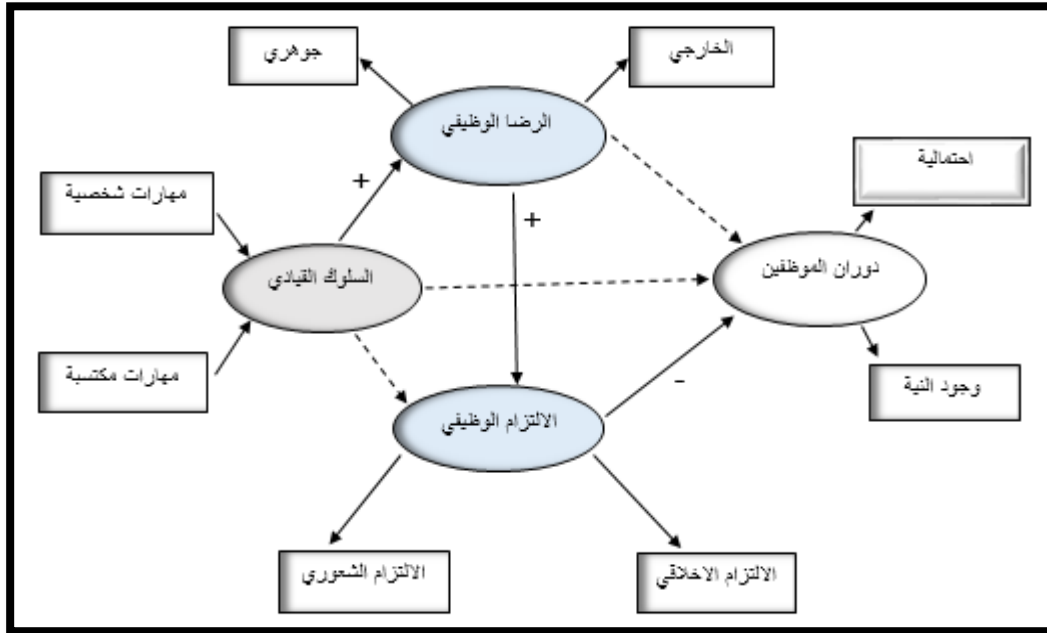 جوهري
الخارجي
الرضا الوظيفي
احتمالية
+
مهارات شخصية
+
دوران الموظفين
السلوك القيادي
مهارات مكتسبة
-
وجود النية
الالتزام الوظيفي
الالتزام الشعوري
الالتزام الاخلاقي